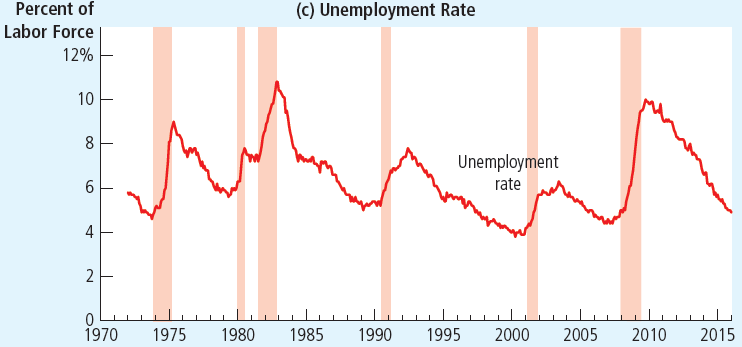 Percent of
Labor Force
(c) Unemployment Rate
12%
10
8
6
4
2
0
Unemployment
rate
1970 1975 1980 1985 1990 1995 2000 2005 2010 2015